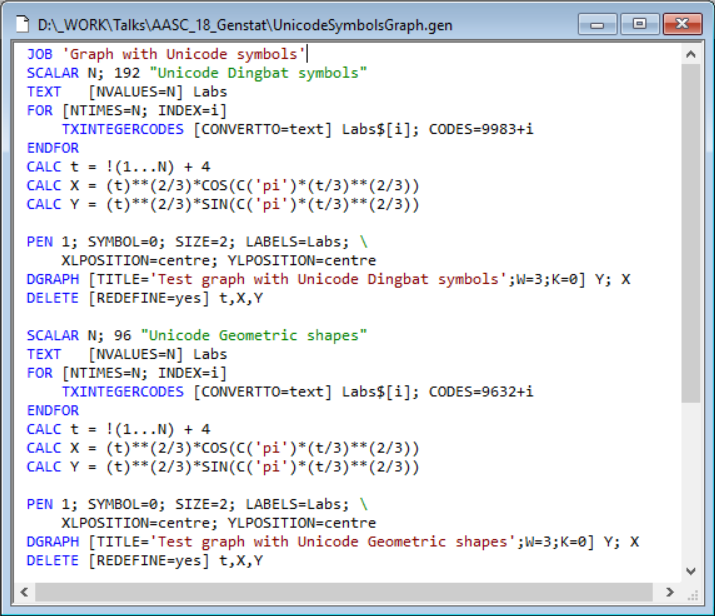 D:\_WORK\Talks\AASC_18_Genstat\UnicodeSymbolsGraph.gen
JOB 'Graph with Unicode symbols'
SCALAR N; 192 "Unicode Dingbat symbols"
TEXT   [NVALUES=N] Labs
FOR [NTIMES=N; INDEX=i]
    TXINTEGERCODES [CONVERTTO=text] Labs$[i]; CODES=9983+i
ENDFOR
CALC t = !(1...N) + 4
CALC X = (t)**(2/3)*COS(C('pi')*(t/3)**(2/3))
CALC Y = (t)**(2/3)*SIN(C('pi')*(t/3)**(2/3))
PEN 1; SYMBOL=0; SIZE=2; LABELS=Labs; \
    XLPOSITION=centre; YLPOSITION=centre
DGRAPH [TITLE='Test graph with Unicode Dingbat symbols';W=3;K=0] Y; X
DELETE [REDEFINE=yes] t,X,Y
SCALAR N; 96 "Unicode Geometric shapes"
TEXT   [NVALUES=N] Labs
FOR [NTIMES=N; INDEX=i]
    TXINTEGERCODES [CONVERTTO=text] Labs$[i]; CODES=9632+i
ENDFOR
CALC t = !(1...N) + 4
CALC X = (t)**(2/3)*COS(C('pi')*(t/3)**(2/3))
CALC Y = (t)**(2/3)*SIN(C('pi')*(t/3)**(2/3))
PEN 1; SYMBOL=0; SIZE=2; LABELS=Labs; \
    XLPOSITION=centre; YLPOSITION=centre
DGRAPH [TITLE='Test graph with Unicode Geometric shapes';W=3;K=0] Y; X
DELETE [REDEFINE=yes] t,X,Y